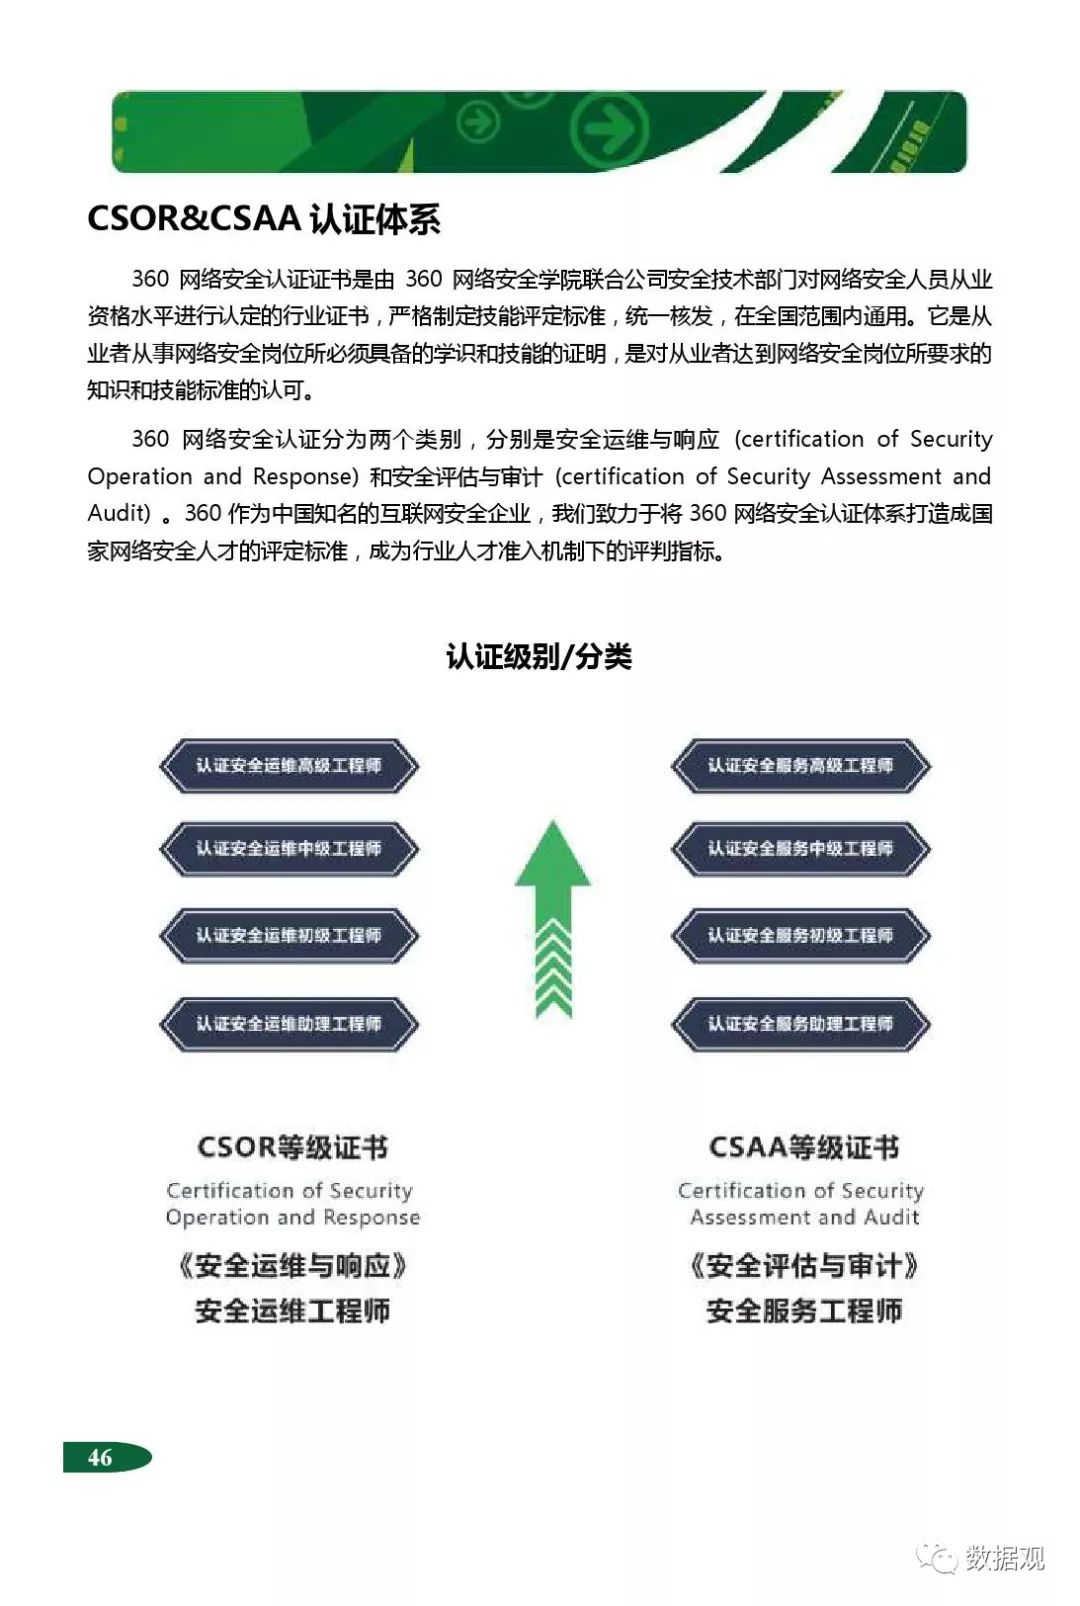 CSOR&CSAA 认证体系
360 网络安全认证证书是由 360 网络安全学院联合公司安全技术部门对网络安全人员从业
资格水平进行认定的行业证书，严格制定技能评定标准，统一核发，在全国范围内通用。它是从
业者从事网络安全岗位所必须具备的学识和技能的证明，是对从业者达到网络安全岗位所要求的
知识和技能标准的认可。
360 网络安全认证分为两个类别，分别是安全运维与响应 (certification of Security
Operation and Response) 和安全评估与审计 (certification of Security Assessment and
Audit) 。360 作为中国知名的互联网安全企业，我们致力于将 360 网络安全认证体系打造成国
家网络安全人才的评定标准，成为行业人才准入机制下的评判指标。
认证级别/分类
认证安全运维高级工程师
认证安全服务高级工程师
认证安全运维中级工程师
认证安全服务中级工程师
认证安全运维初级工程师
认证安全服务初级工程师
认证安全运维助理工程师
认证安全服务助理工程师
CSOR等级证书
Certification of Security
Operation and Response
《安全运维与响应》
安全运维工程师
CSAA等级证书
Certification of Security
Assessment and Audit
《安全评估与审计》
安全服务工程师
46
数据观